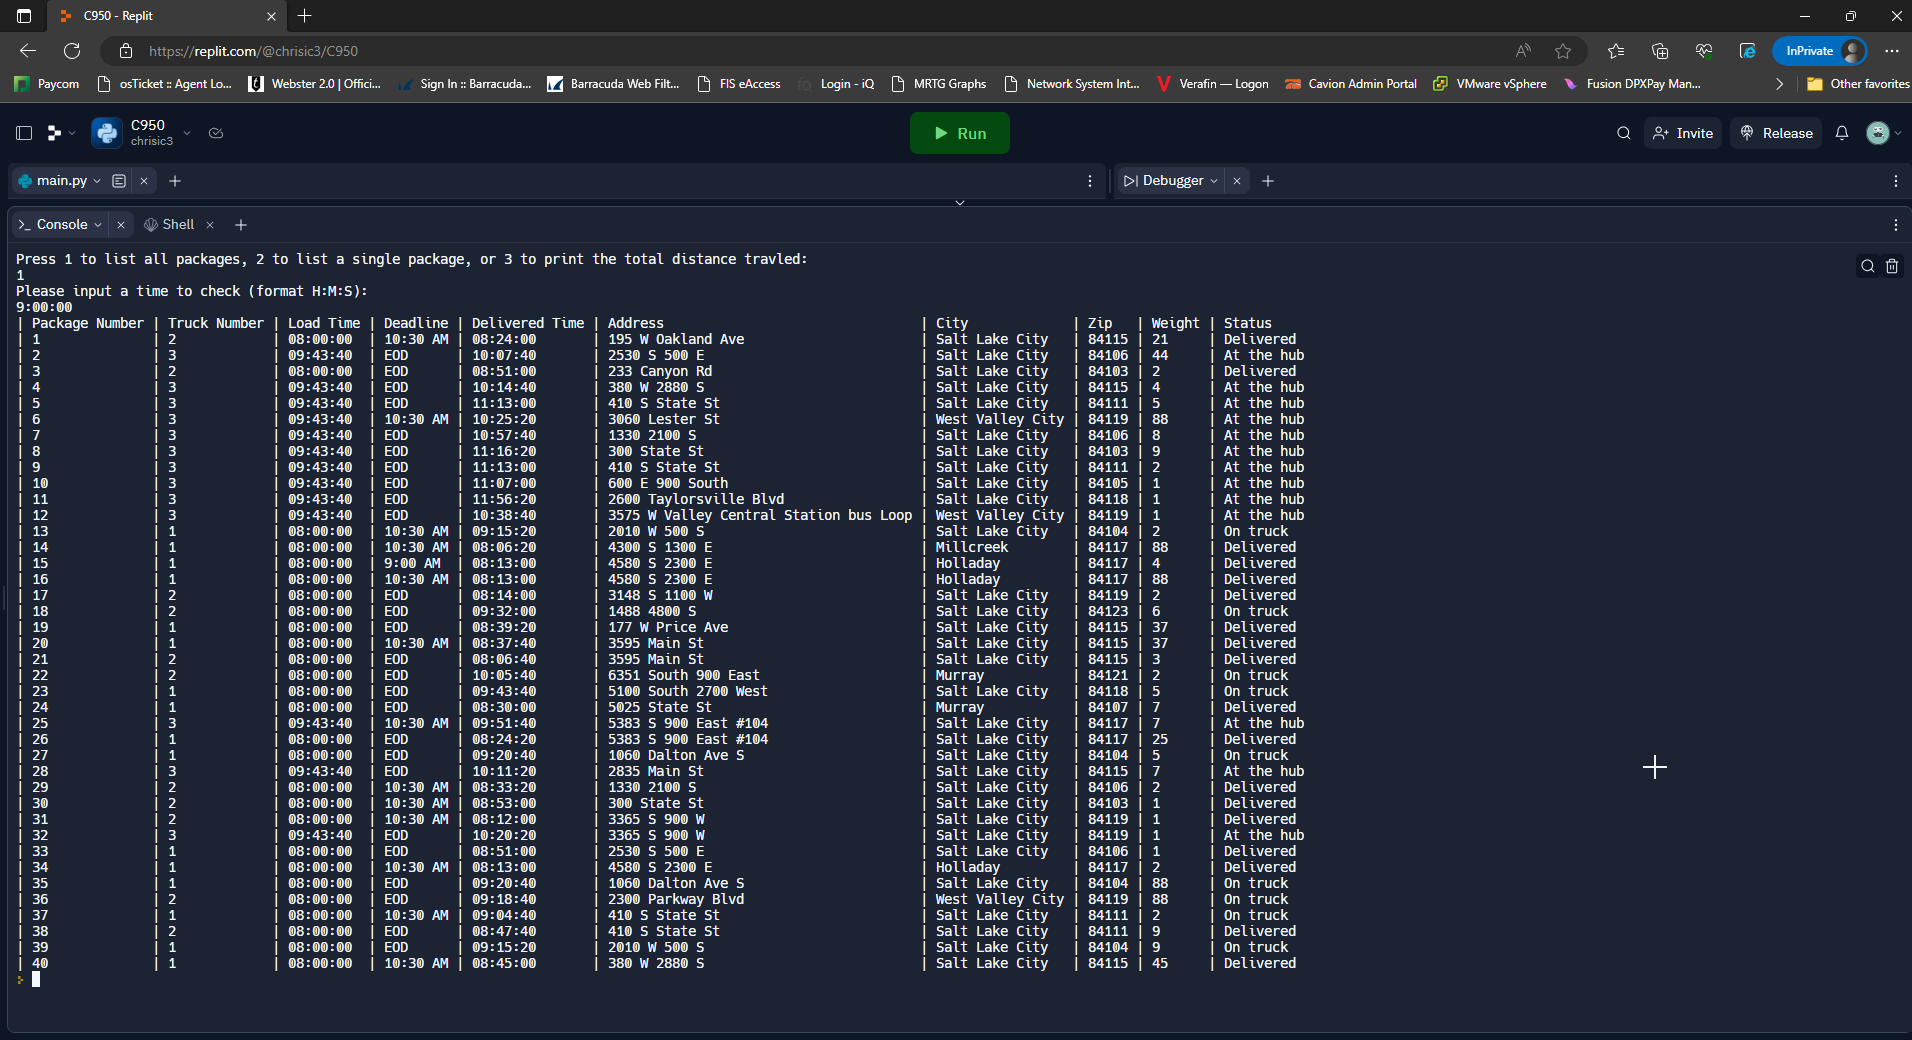 C950 - Replit
https://replit.com/@chrisic3/C950
InPrivate
Paycom osTicket :: Agent Lo... Webster 2.0 | Offici... Sign In :: Barracuda... Barracuda Web Filt... FIS eAccess Login - iQ MRTG Graphs Network System Int... Verafin — Logon Cavion Admin Portal VMware vSphere Fusion DPXPay Man... Other favorites
C950
chrisic3
Run
Invite Release
main.py Debugger
Console Shell
Press 1 to list all packages, 2 to list a single package, or 3 to print the total distance travled:
1
Please input a time to check (format H:M:S):
9:00:00
| Package Number | Truck Number | Load Time | Deadline | Delivered Time | Address | City | Zip | Weight | Status
| 1 | 2 | 08:00:00 | 10:30 AM | 08:24:00 | 195 W Oakland Ave | Salt Lake City | 84115 | 21 | Delivered
| 2 | 3 | 09:43:40 | EOD | 10:07:40 | 2530 S 500 E | Salt Lake City | 84106 | 44 | At the hub
| 3 | 2 | 08:00:00 | EOD | 08:51:00 | 233 Canyon Rd | Salt Lake City | 84103 | 2 | Delivered
| 4 | 3 | 09:43:40 | EOD | 10:14:40 | 380 W 2880 S | Salt Lake City | 84115 | 4 | At the hub
| 5 | 3 | 09:43:40 | EOD | 11:13:00 | 410 S State St | Salt Lake City | 84111 | 5 | At the hub
| 6 | 3 | 09:43:40 | 10:30 AM | 10:25:20 | 3060 Lester St | West Valley City | 84119 | 88 | At the hub
| 7 | 3 | 09:43:40 | EOD | 10:57:40 | 1330 2100 S | Salt Lake City | 84106 | 8 | At the hub
| 8 | 3 | 09:43:40 | EOD | 11:16:20 | 300 State St | Salt Lake City | 84103 | 9 | At the hub
| 9 | 3 | 09:43:40 | EOD | 11:13:00 | 410 S State St | Salt Lake City | 84111 | 2 | At the hub
| 10 | 3 | 09:43:40 | EOD | 11:07:00 | 600 E 900 South | Salt Lake City | 84105 | 1 | At the hub
| 11 | 3 | 09:43:40 | EOD | 11:56:20 | 2600 Taylorsville Blvd | Salt Lake City | 84118 | 1 | At the hub
| 12 | 3 | 09:43:40 | EOD | 10:38:40 | 3575 W Valley Central Station bus Loop | West Valley City | 84119 | 1 | At the hub
| 13 | 1 | 08:00:00 | 10:30 AM | 09:15:20 | 2010 W 500 S | Salt Lake City | 84104 | 2 | On truck
| 14 | 1 | 08:00:00 | 10:30 AM | 08:06:20 | 4300 S 1300 E | Millcreek | 84117 | 88 | Delivered
| 15 | 1 | 08:00:00 | 9:00 AM | 08:13:00 | 4580 S 2300 E | Holladay | 84117 | 4 | Delivered
| 16 | 1 | 08:00:00 | 10:30 AM | 08:13:00 | 4580 S 2300 E | Holladay | 84117 | 88 | Delivered
| 17 | 2 | 08:00:00 | EOD | 08:14:00 | 3148 S 1100 W | Salt Lake City | 84119 | 2 | Delivered
| 18 | 2 | 08:00:00 | EOD | 09:32:00 | 1488 4800 S | Salt Lake City | 84123 | 6 | On truck
| 19 | 1 | 08:00:00 | EOD | 08:39:20 | 177 W Price Ave | Salt Lake City | 84115 | 37 | Delivered
| 20 | 1 | 08:00:00 | 10:30 AM | 08:37:40 | 3595 Main St | Salt Lake City | 84115 | 37 | Delivered
| 21 | 2 | 08:00:00 | EOD | 08:06:40 | 3595 Main St | Salt Lake City | 84115 | 3 | Delivered
| 22 | 2 | 08:00:00 | EOD | 10:05:40 | 6351 South 900 East | Murray | 84121 | 2 | On truck
| 23 | 1 | 08:00:00 | EOD | 09:43:40 | 5100 South 2700 West | Salt Lake City | 84118 | 5 | On truck
| 24 | 1 | 08:00:00 | EOD | 08:30:00 | 5025 State St | Murray | 84107 | 7 | Delivered
| 25 | 3 | 09:43:40 | 10:30 AM | 09:51:40 | 5383 S 900 East #104 | Salt Lake City | 84117 | 7 | At the hub
| 26 | 1 | 08:00:00 | EOD | 08:24:20 | 5383 S 900 East #104 | Salt Lake City | 84117 | 25 | Delivered
| 27 | 1 | 08:00:00 | EOD | 09:20:40 | 1060 Dalton Ave S | Salt Lake City | 84104 | 5 | On truck
| 28 | 3 | 09:43:40 | EOD | 10:11:20 | 2835 Main St | Salt Lake City | 84115 | 7 | At the hub
| 29 | 2 | 08:00:00 | 10:30 AM | 08:33:20 | 1330 2100 S | Salt Lake City | 84106 | 2 | Delivered
| 30 | 2 | 08:00:00 | 10:30 AM | 08:53:00 | 300 State St | Salt Lake City | 84103 | 1 | Delivered
| 31 | 2 | 08:00:00 | 10:30 AM | 08:12:00 | 3365 S 900 W | Salt Lake City | 84119 | 1 | Delivered
| 32 | 3 | 09:43:40 | EOD | 10:20:20 | 3365 S 900 W | Salt Lake City | 84119 | 1 | At the hub
| 33 | 1 | 08:00:00 | EOD | 08:51:00 | 2530 S 500 E | Salt Lake City | 84106 | 1 | Delivered
| 34 | 1 | 08:00:00 | 10:30 AM | 08:13:00 | 4580 S 2300 E | Holladay | 84117 | 2 | Delivered
| 35 | 1 | 08:00:00 | EOD | 09:20:40 | 1060 Dalton Ave S | Salt Lake City | 84104 | 88 | On truck
| 36 | 2 | 08:00:00 | EOD | 09:18:40 | 2300 Parkway Blvd | West Valley City | 84119 | 88 | On truck
| 37 | 1 | 08:00:00 | 10:30 AM | 09:04:40 | 410 S State St | Salt Lake City | 84111 | 2 | On truck
| 38 | 2 | 08:00:00 | EOD | 08:47:40 | 410 S State St | Salt Lake City | 84111 | 9 | Delivered
| 39 | 1 | 08:00:00 | EOD | 09:15:20 | 2010 W 500 S | Salt Lake City | 84104 | 9 | On truck
| 40 | 1 | 08:00:00 | 10:30 AM | 08:45:00 | 380 W 2880 S | Salt Lake City | 84115 | 45 | Delivered